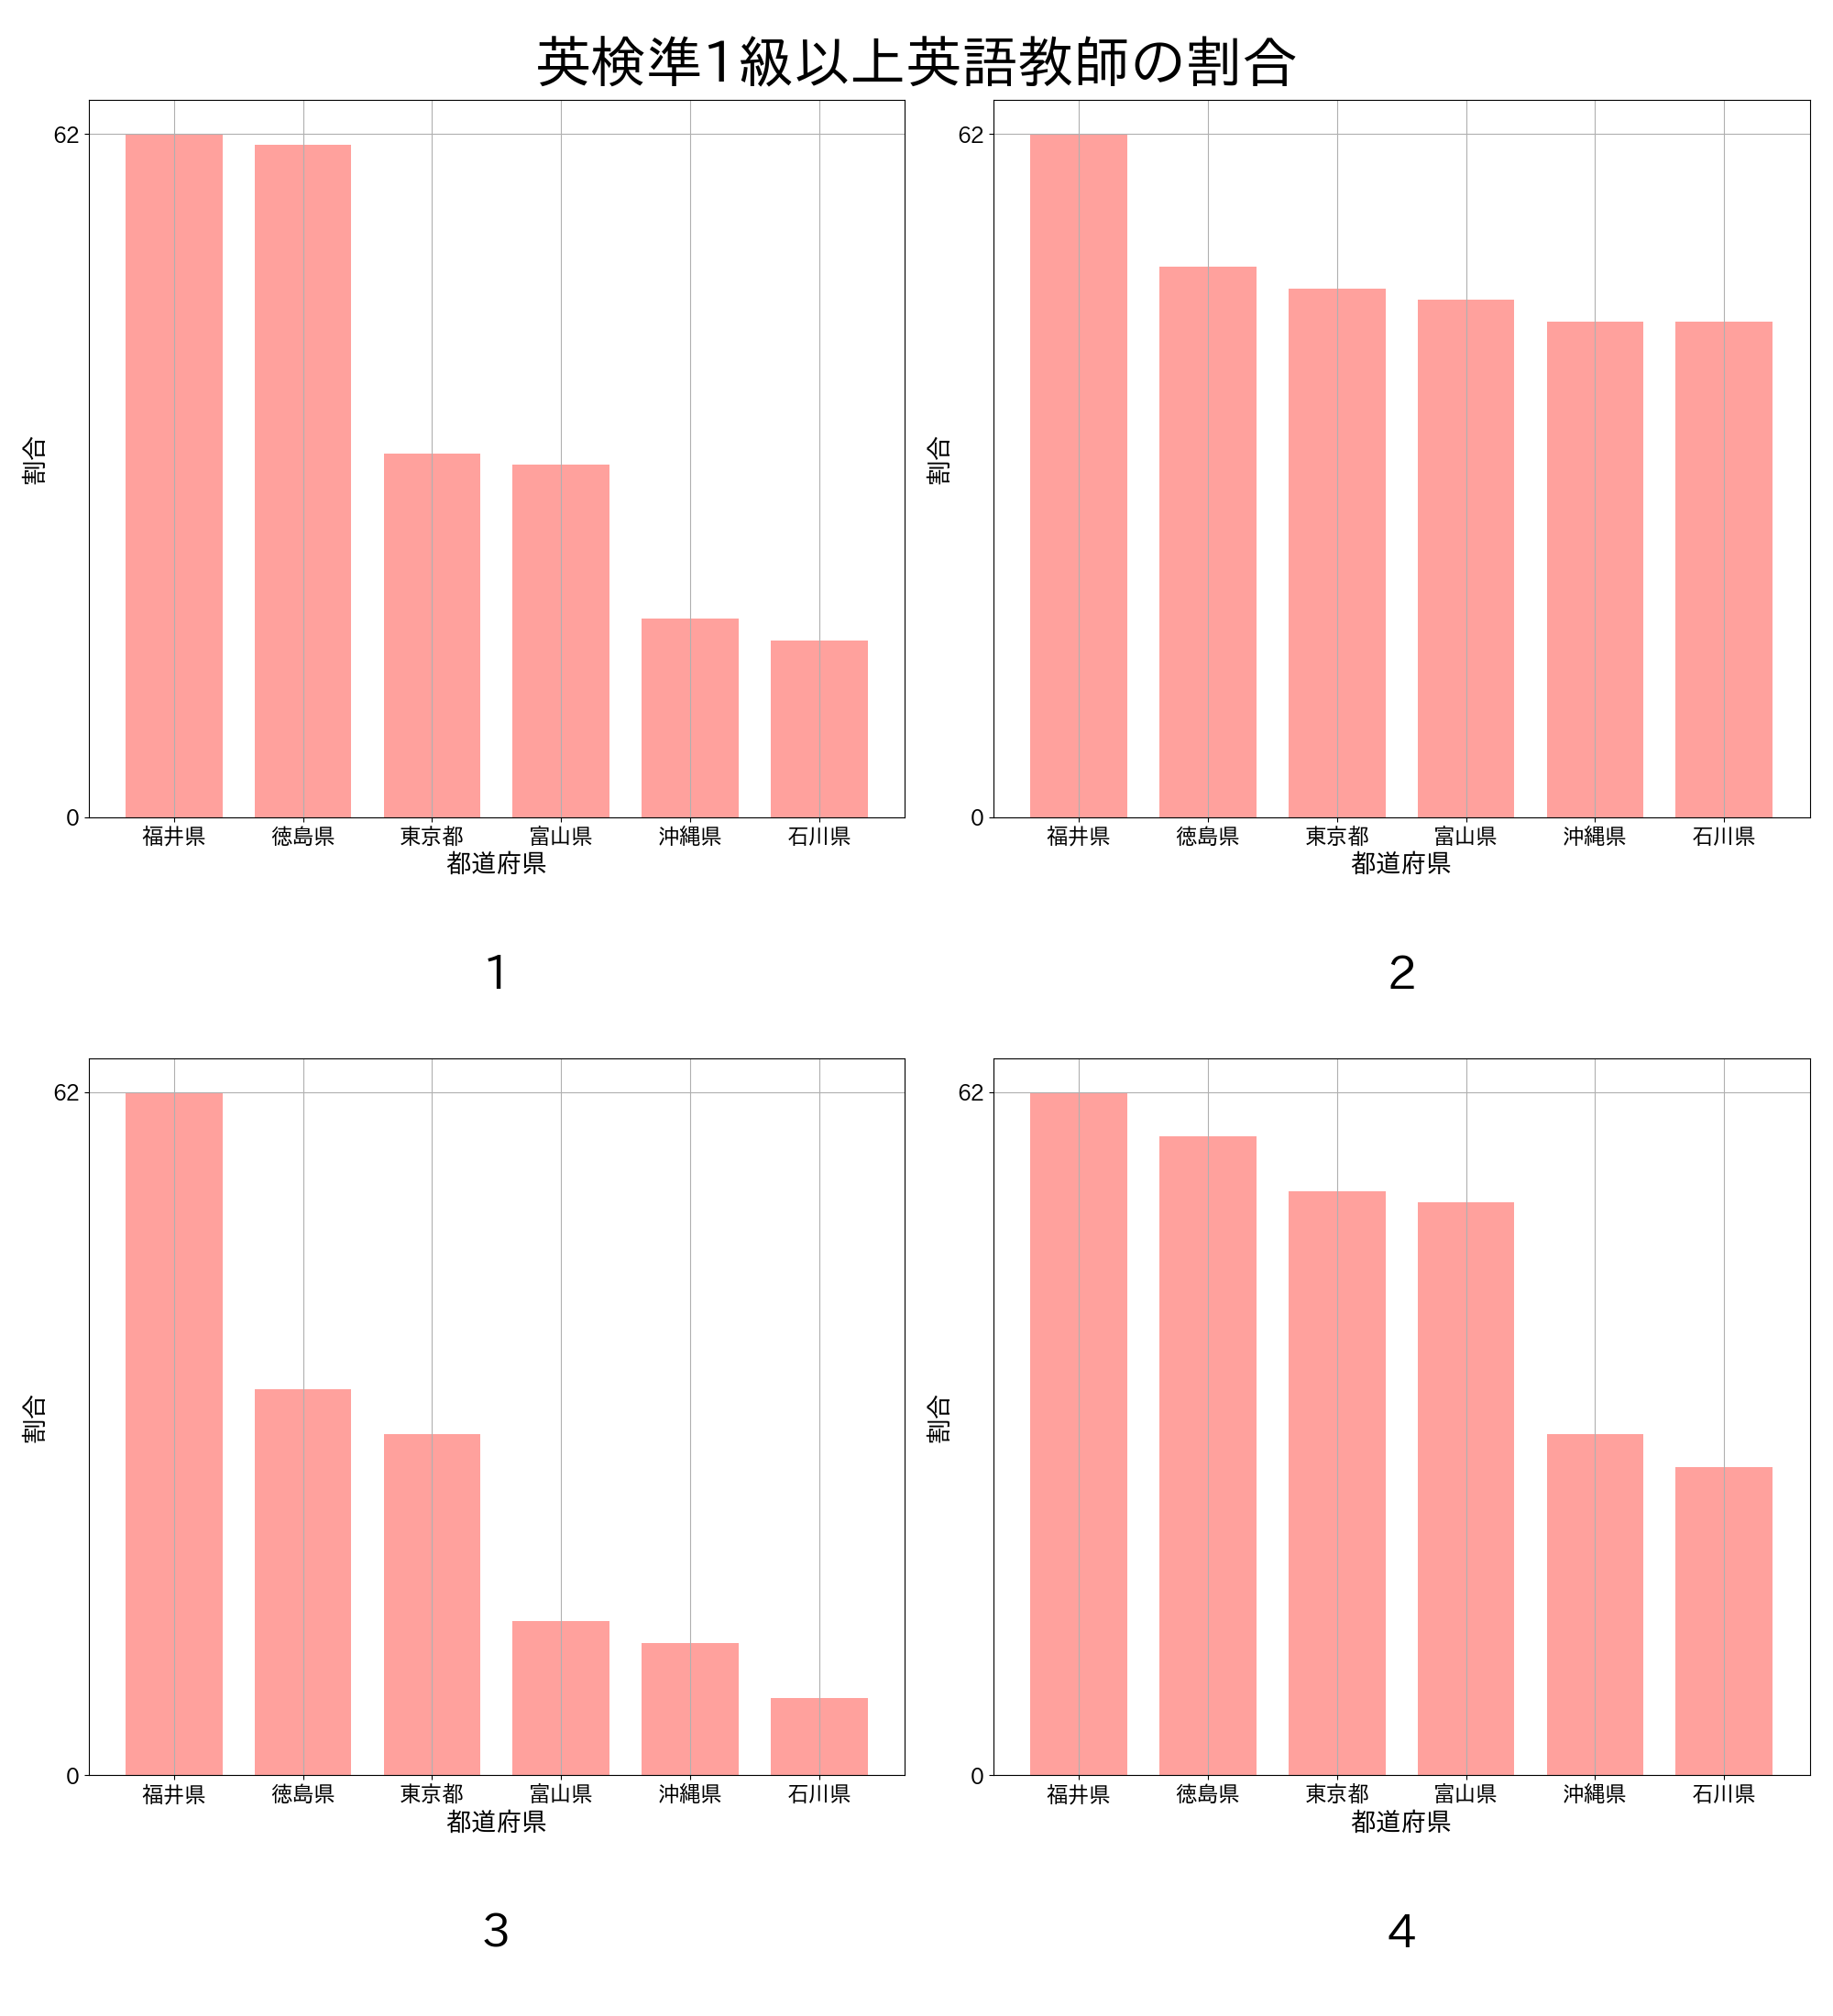 英検準1級以上英語教師の割合
62
0
割合
福井県 徳島県 東京都 富山県 沖縄県 石川県
都道府県
1
62
0
割合
福井県 徳島県 東京都 富山県 沖縄県 石川県
都道府県
2
62
0
割合
福井県 徳島県 東京都 富山県 沖縄県 石川県
都道府県
3
62
0
割合
福井県 徳島県 東京都 富山県 沖縄県 石川県
都道府県
4